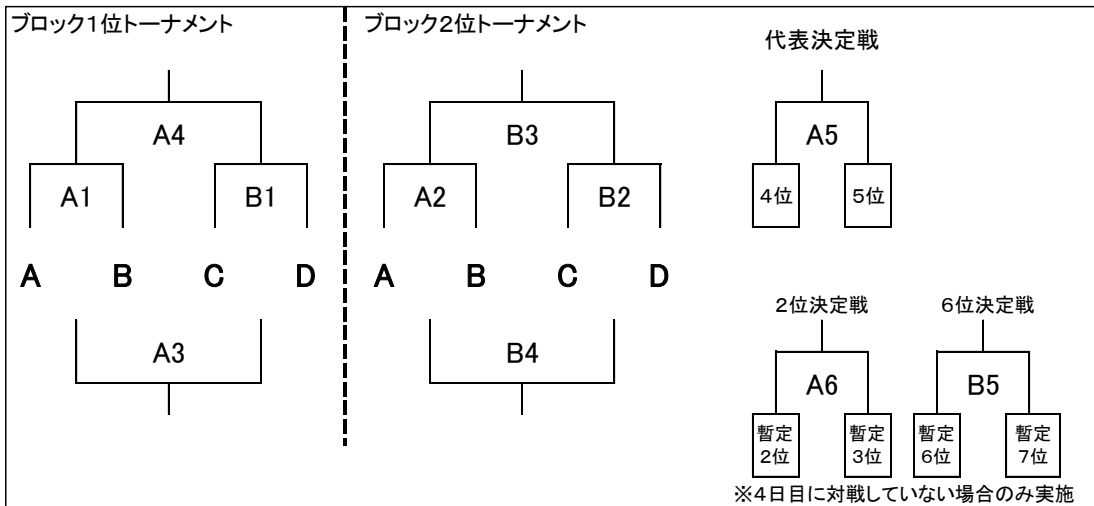 ブロック1位トーナメント
A4
A1 B1
A B C D
A3
ブロック2位トーナメント
B3
A2 B2
A B C D
B4
代表決定戦
A5
4位 5位
2位決定戦 6位決定戦
A6 B5
暫定 暫定 暫定 暫定
2位 3位 6位 7位
※4日目に対戦していない場合のみ実施